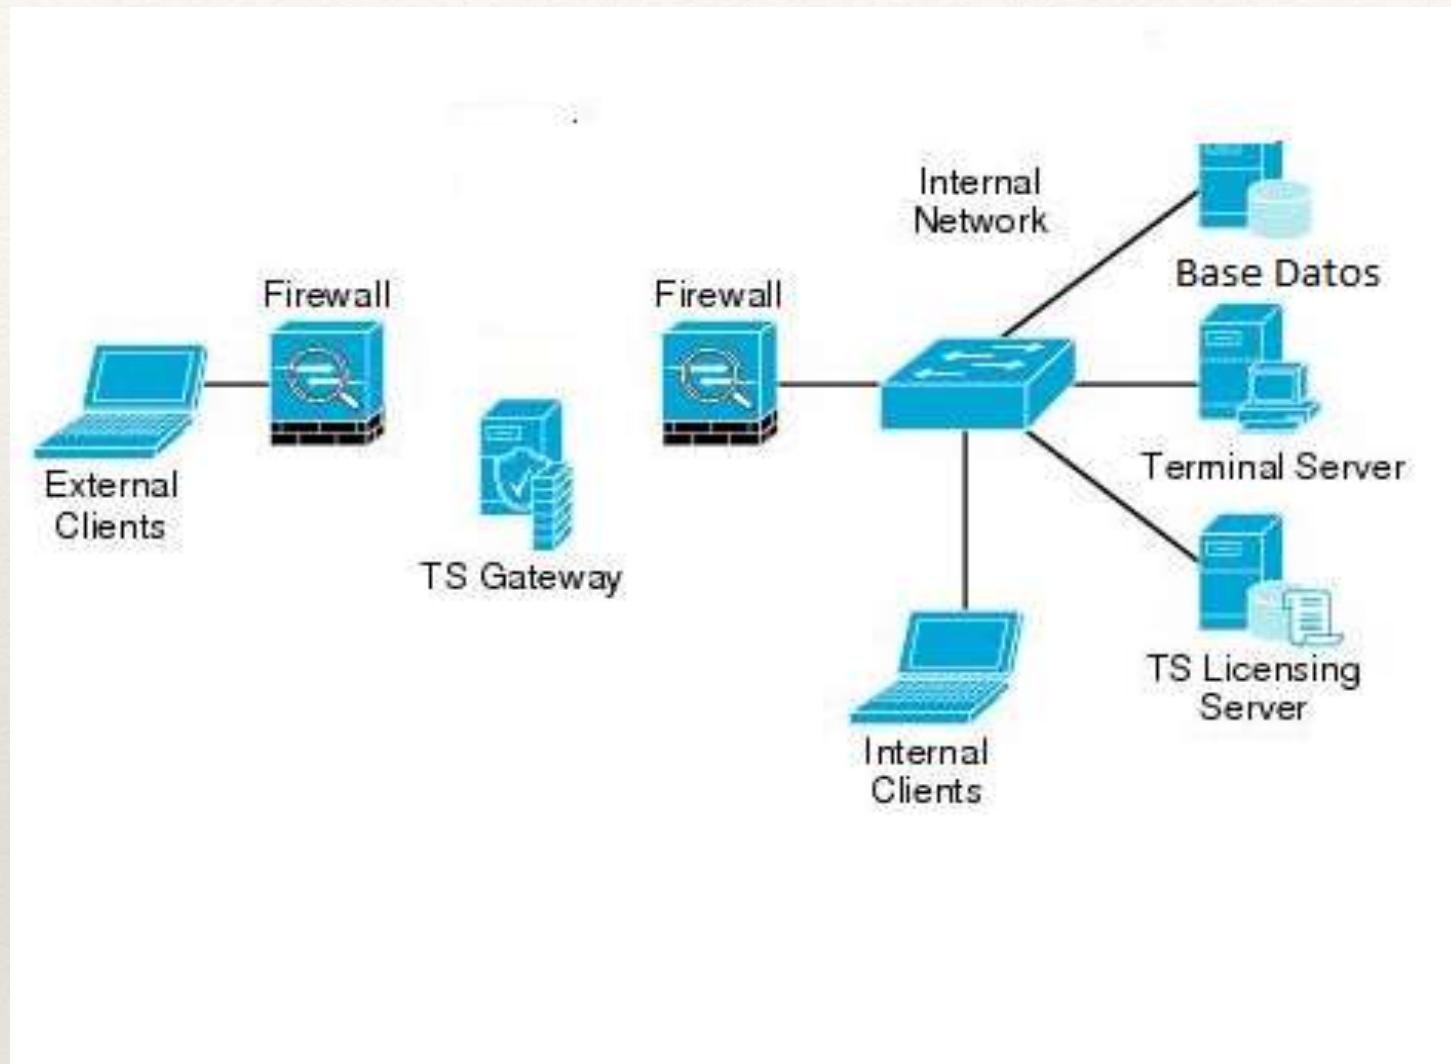 Internal
Network
Base Datos
Firewall
Firewall
External
Clients
TS Gateway
Terminal Server
TS Licensing
Server
Internal
Clients